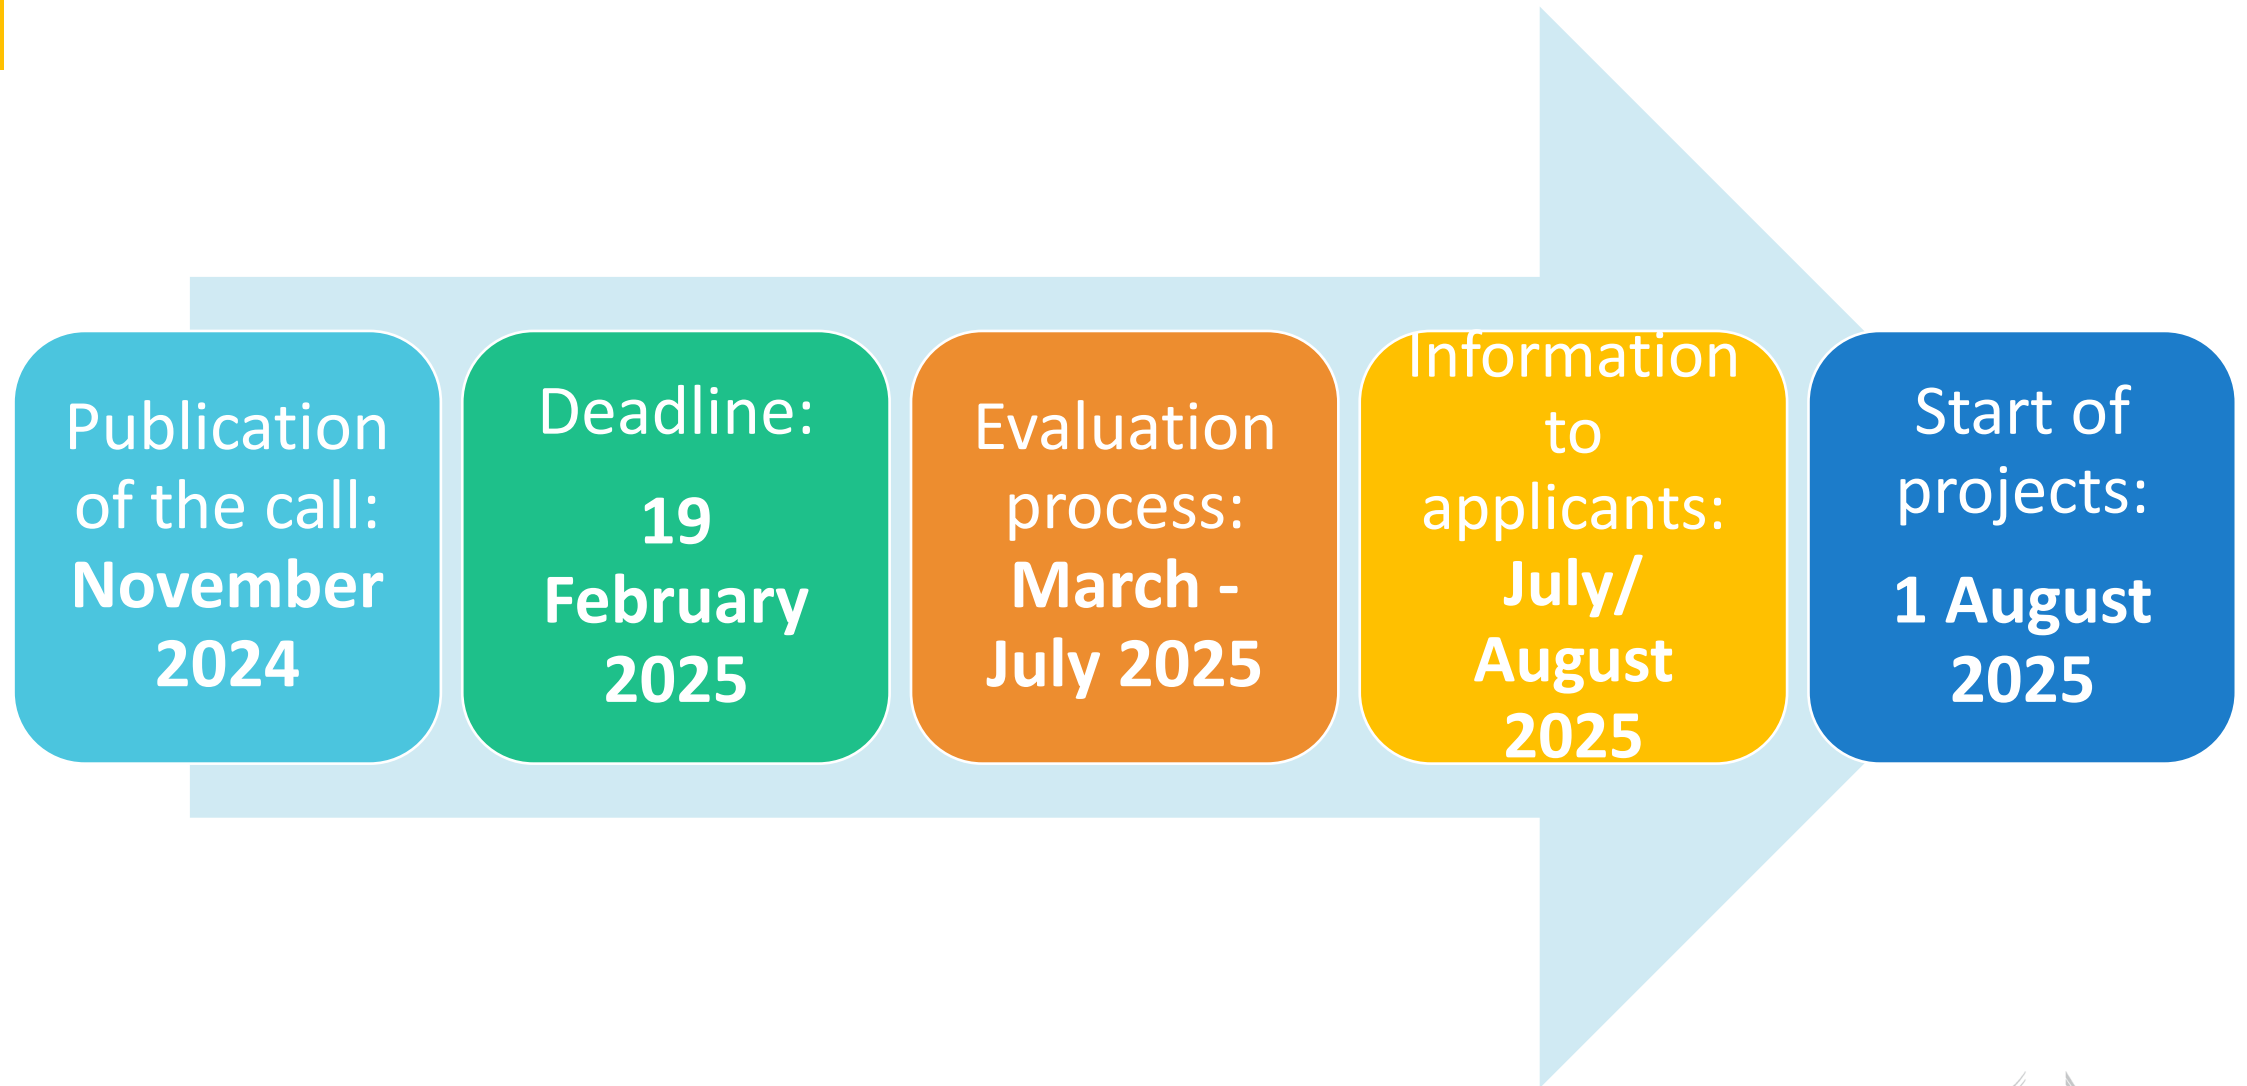 Publication
of the call:
November
2024
Deadline:
19
February
2025
Evaluation
process:
March -
July 2025
Information
to
applicants:
July/
August
2025
Start of
projects:
1 August
2025